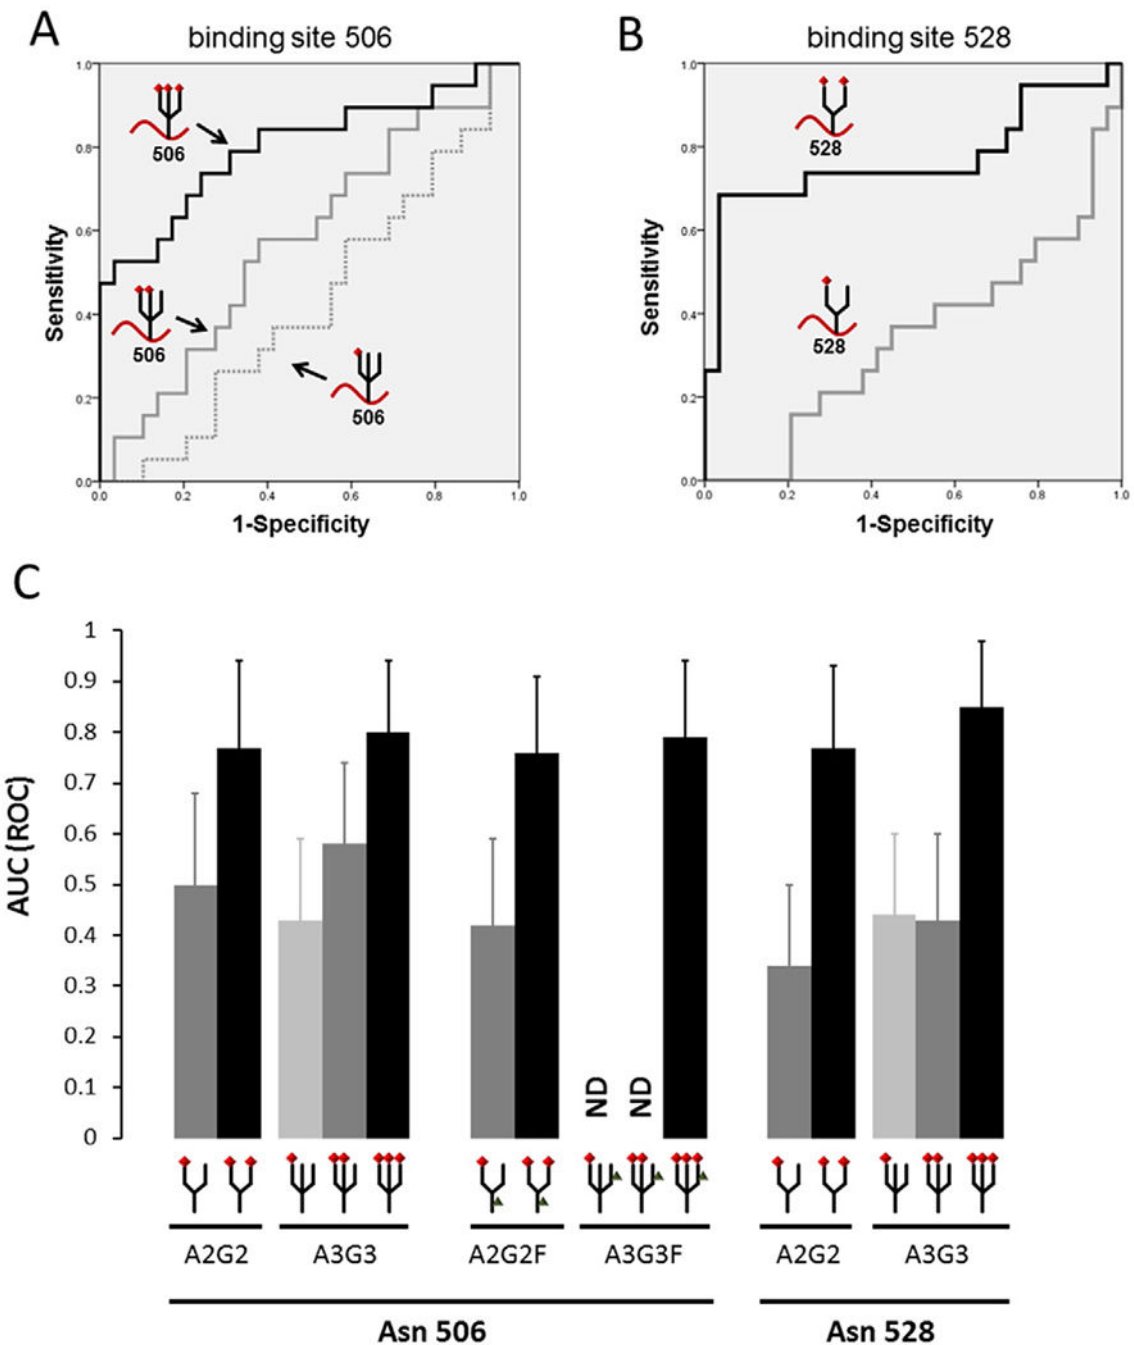 A
binding site 506
1.0
0.8
0.6
0.4
0.2
0.0
Sensitivity
506
506
506
0.0 0.2 0.4 0.6 0.8 1.0
1-Specificity
B
binding site 528
1.0
0.8
0.6
0.4
0.2
0.0
Sensitivity
528
528
0.0 0.2 0.4 0.6 0.8 1.0
1-Specificity
C
1
0.9
0.8
0.7
0.6
0.5
0.4
0.3
0.2
0.1
0
AUC(ROC)
ND ND
A2G2 A3G3 A2G2F A3G3F A2G2 A3G3
Asn 506 Asn 528